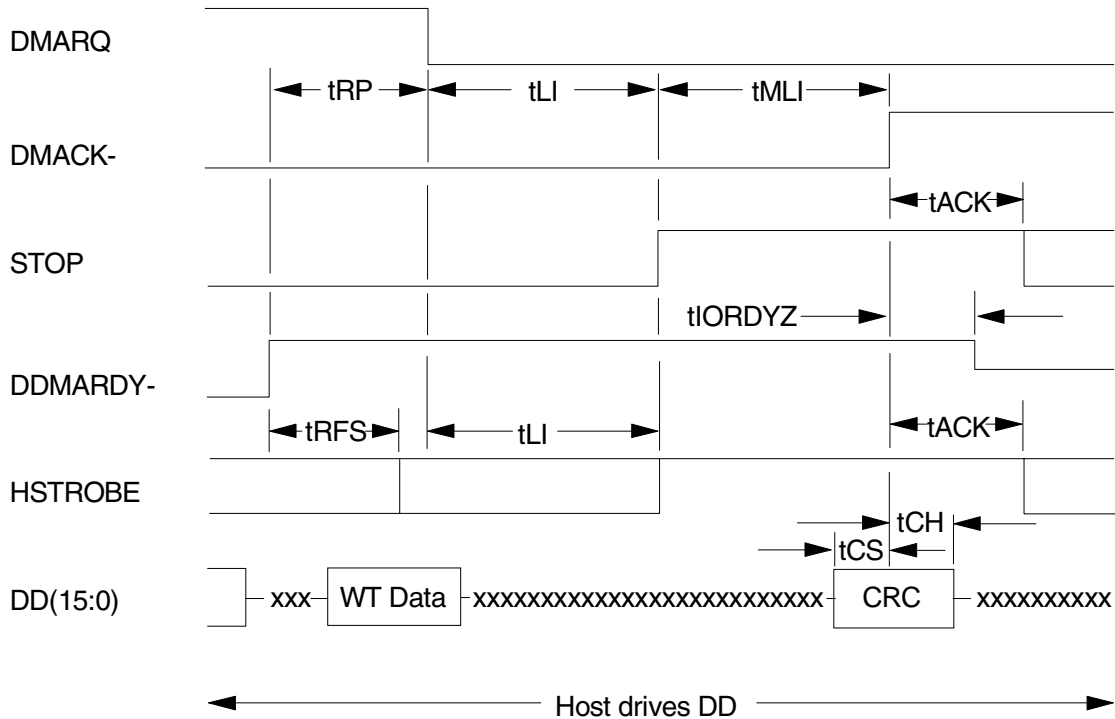 DMARQ
tRP
tLI
tMLI
DMACK-
tACK
STOP
tIORDYZ
DDMARDY-
tRFS
tLI
tACK
HSTROBE
tCH
tCS
DD(15:0)
xxx
WT Data
xxxxxxxxxxxxxxxxxxxxxxxxxx
CRC
xxxxxxxxxx
Host drives DD